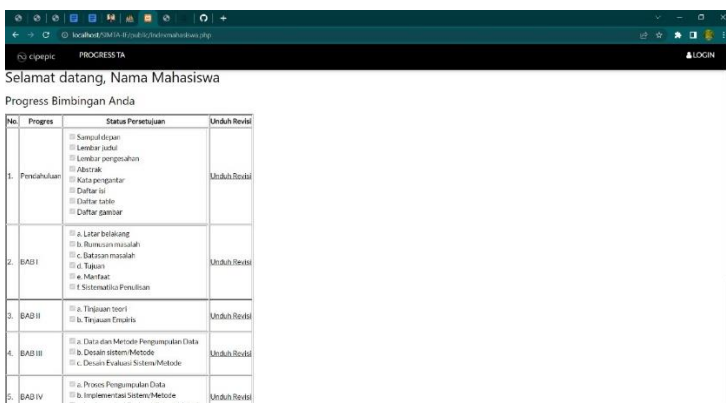 localhost/SIMTA-IF/public/indexmahasiswa.php
cipepic PROGRESS TA LOGIN
Selamat datang, Nama Mahasiswa
Progress Bimbingan Anda
No. Progres Status Persetujuan Unduh Revisi
1. Pendahuluan Unduh Revisi
Sampul depan
Lembar judul
Lembar pengesahan
Abstrak
Kata pengantar
Daftar isi
Daftar table
Daftar gambar
2. BAB I Unduh Revisi
a. Latar belakang
b. Rumusan masalah
c. Batasan masalah
d. Tujuan
e. Manfaat
f. Sistematika Penulisan
3. BAB II Unduh Revisi
a. Tinjauan teori
b. Tinjauan Empiris
4. BAB III Unduh Revisi
a. Data dan Metode Pengumpulan Data
b. Desain sistem/Metode
c. Desain Evaluasi Sistem/Metode
5. BAB IV Unduh Revisi
a. Proses Pengumpulan Data
b. Implementasi Sistem/Metode